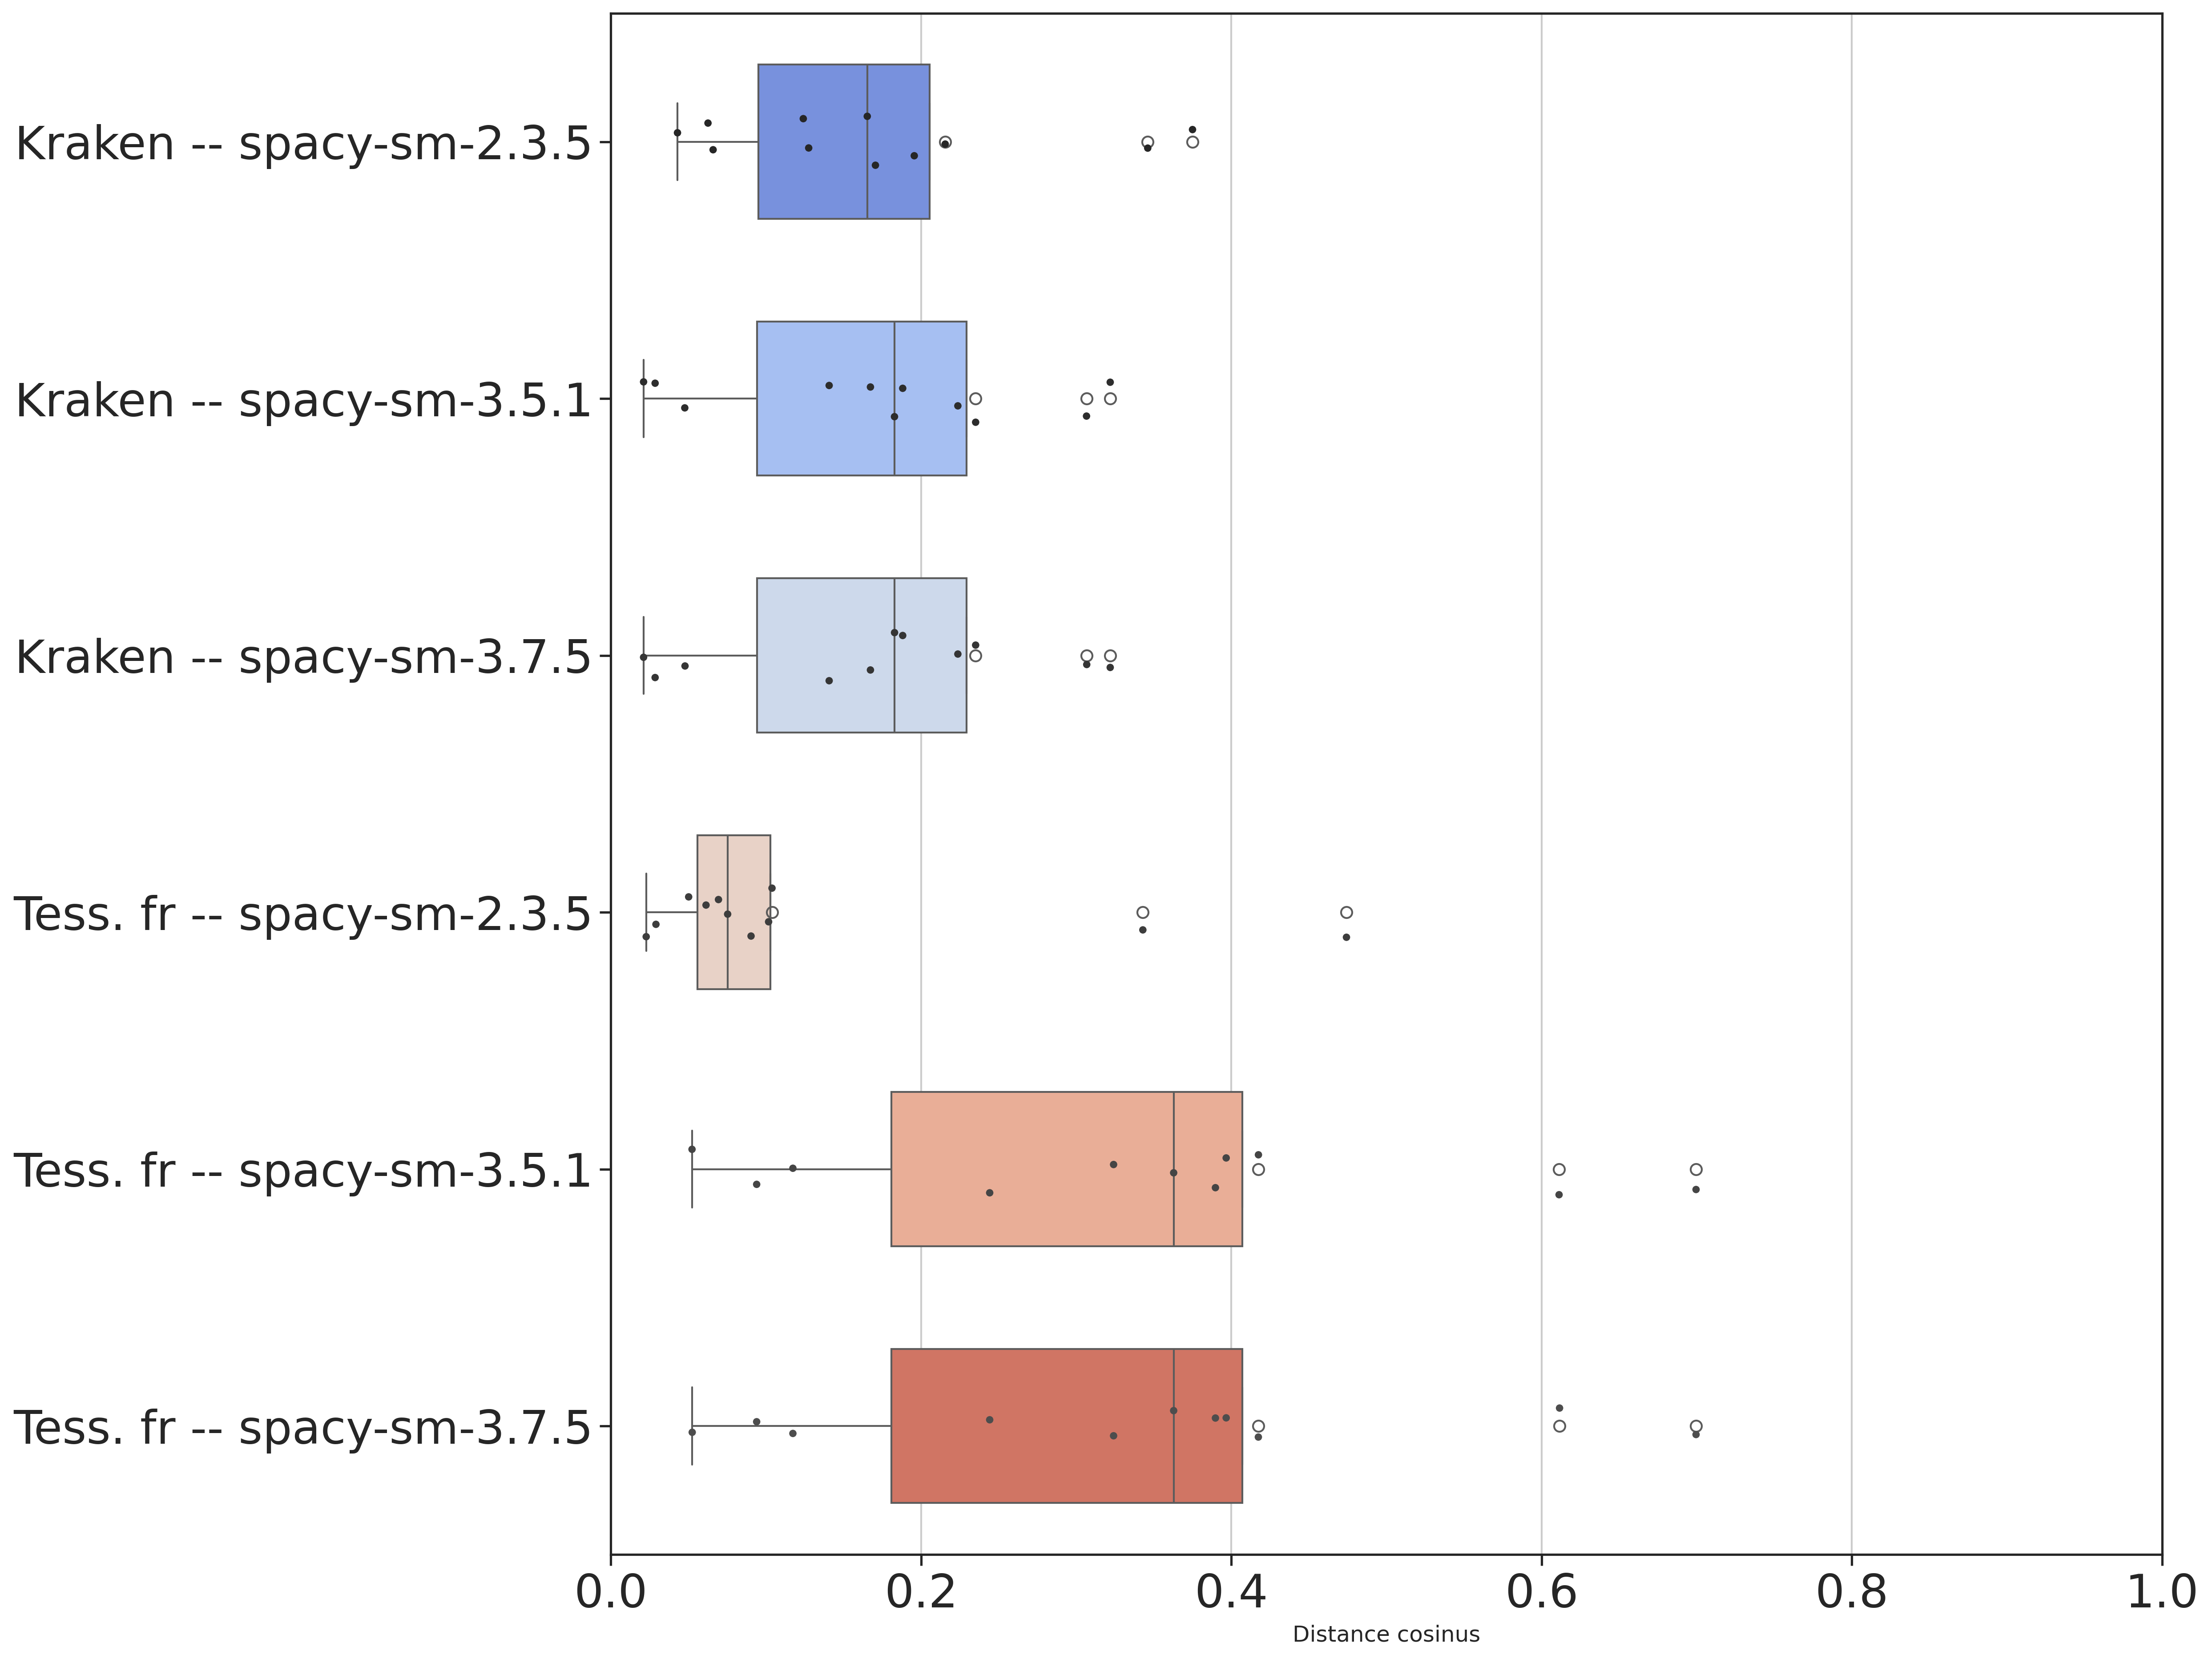 Kraken -- spacy-sm-2.3.5
Kraken -- spacy-sm-3.5.1
Kraken -- spacy-sm-3.7.5
Tess. fr -- spacy-sm-2.3.5
Tess. fr -- spacy-sm-3.5.1
Tess. fr -- spacy-sm-3.7.5
0.0 0.2 0.4 0.6 0.8 1.0
Distance cosinus